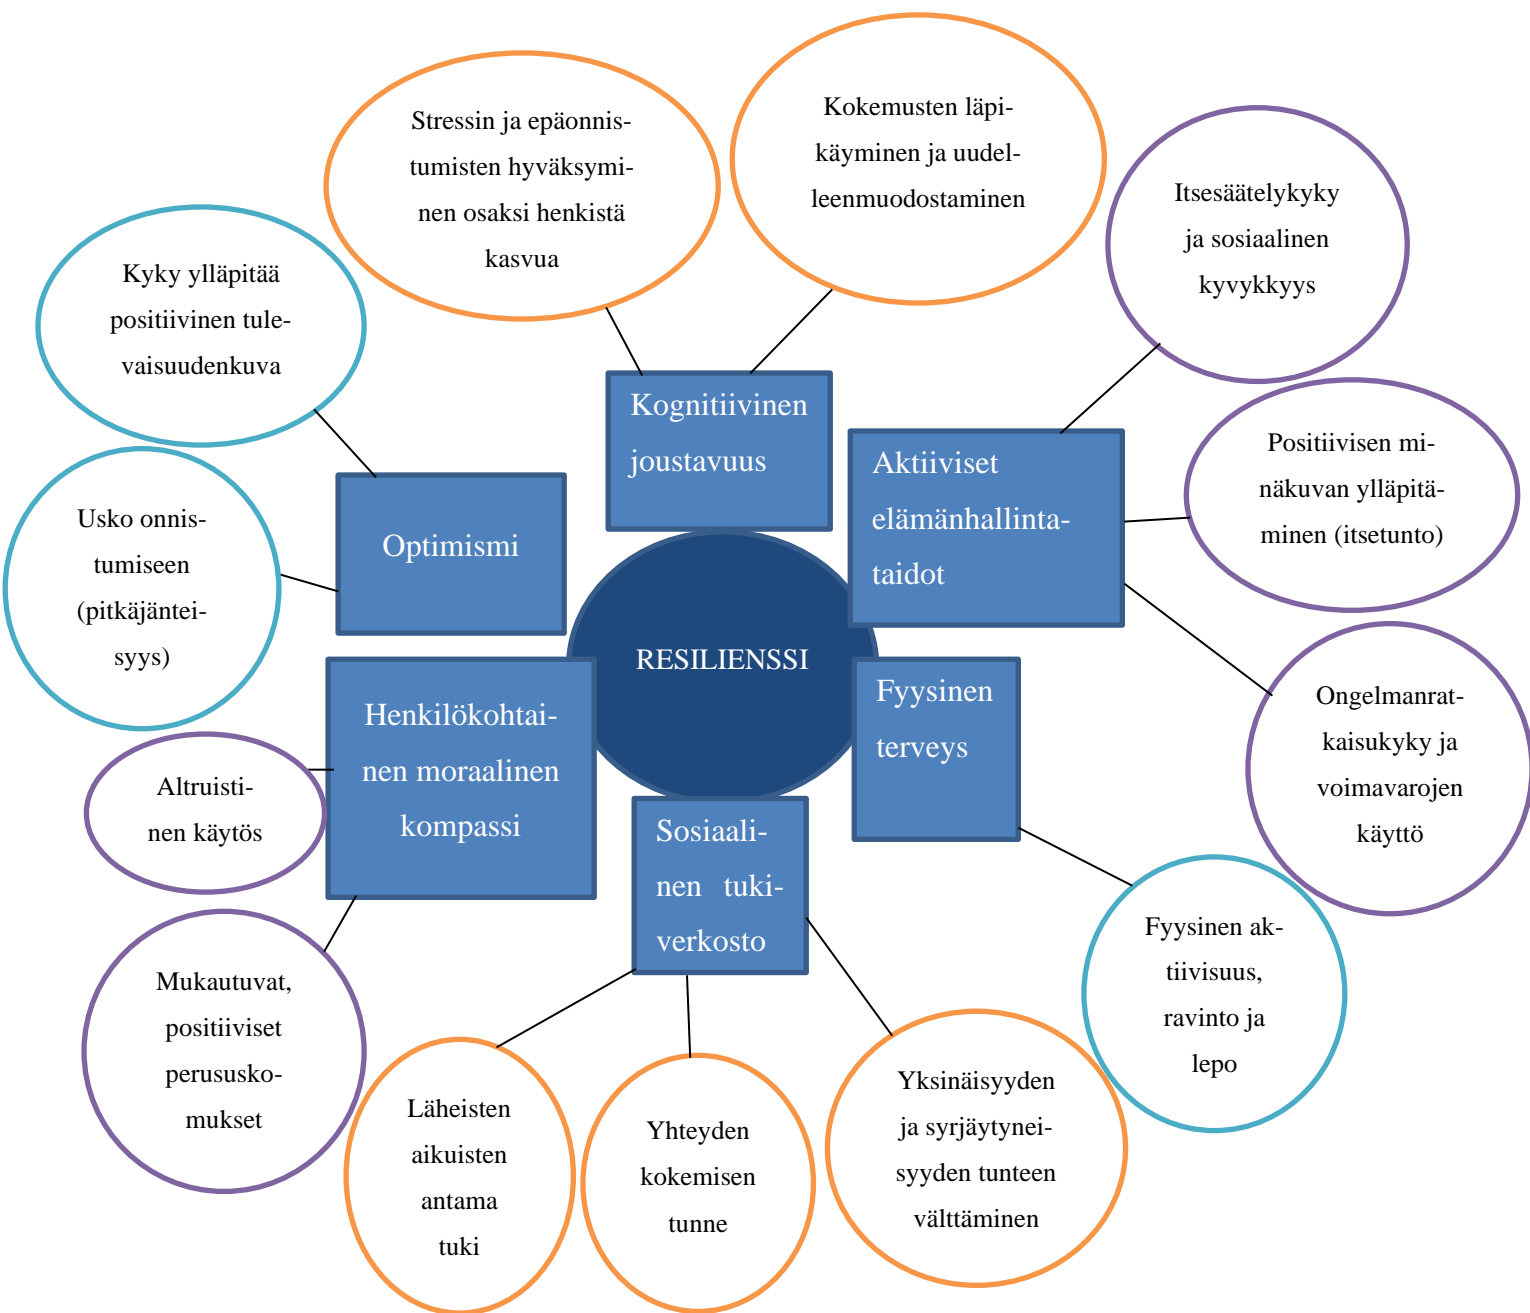 Kokemusten läpi-
käyminen ja uudel-
leenmuodostaminen
Stressin ja epäonnis-
tumisten hyväksymi-
nen osaksi henkistä
kasvua
Itsesäätelykyky
ja sosiaalinen
kyvykkyys
Kyky ylläpitää
positiivinen tule-
vaisuudenkuva
Kognitiivinen
joustavuus
Aktiiviset
elämänhallinta-
taidot
Positiivisen mi-
näkuvan ylläpitä-
minen (itsetunto)
Optimismi
Usko onnis-
tumiseen
(pitkäjäntei-
syys)
RESILIENSSI
Henkilökohtai-
nen moraalinen
kompassi
Fyysinen
terveys
Ongelmanrat-
kaisukyky ja
voimavarojen
käyttö
Altruisti-
nen käytös
Sosiaali-
nen tuki-
verkosto
Fyysinen ak-
tiivisuus,
ravinto ja
lepo
Mukautuvat,
positiiviset
perususko-
mukset
Läheisten
aikuisten
antama
tuki
Yhteyden
kokemisen
tunne
Yksinäisyyden
ja syrjäytynei-
syyden tunteen
välttäminen